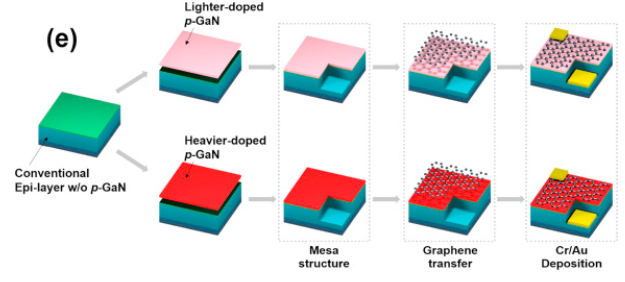 (e)
Lighter-doped
p-GaN
Conventional
Epi-layer w/o p-GaN
Heavier-doped
p-GaN
Mesa
structure
Graphene
transfer
Cr/Au
Deposition